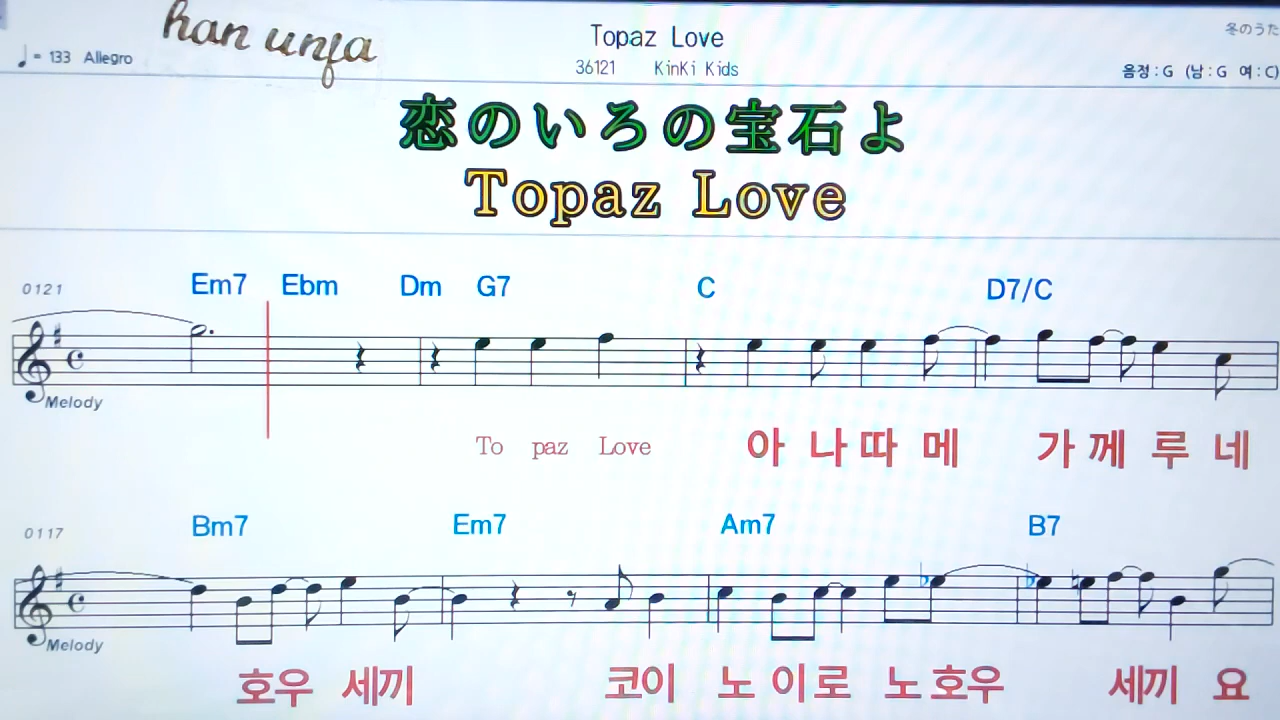 han unfa
Topaz Love
冬のうた
♩= 133 Allegro
36121 KinKi Kids
음정 : G (남 : G 여 : C)
恋のいろの宝石よ
Topaz Love
0121
Em7 Ebm Dm G7 C D7/C
Melody
To paz Love 아 나 따 메 가 께 루 네
0117
Bm7 Em7 Am7 B7
Melody
호우 세끼 코이 노 이로 노 호우 세끼 요